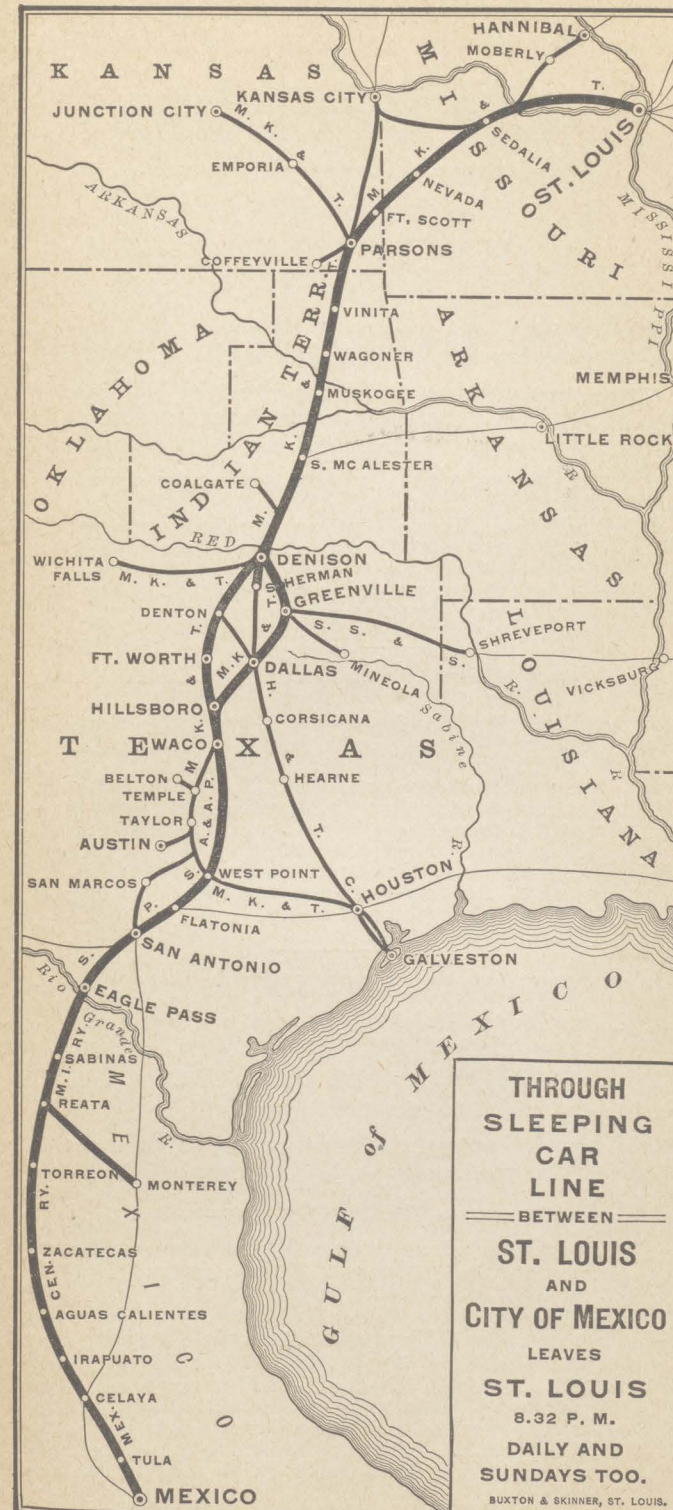 HANNIBAL
MOBERLY
KANSAS
KANSAS CITY
JUNCTION CITY
M. K. & T.
MISSOURI
M. K. & T.
ST. LOUIS
SEDALIA
EMPORIA
NEVADA
MISSISSIPPI
ARKANSAS
FT. SCOTT
PARSONS
COFFEYVILLE
INDIAN TERR.
VINITA
OKLAHOMA
ARKANSAS
WAGONER
MEMPHIS
MUSKOGEE
M. K. & T.
LITTLE ROCK
R.
S. MC ALESTER
COALGATE
RED
R.
DENISON
WICHITA
FALLS
M. K. & T.
SHERMAN
GREENVILLE
DENTON
M. K. & T.
M. K. & T.
S. S. & S.
SHREVEPORT
FT. WORTH
DALLAS
MINEOLA
LOUISIANA
VICKSBURG
R.
HILLSBORO
H. & T. C.
CORSICANA
Sabine
R.
TEXAS
WACO
BELTON
HEARNE
TEMPLE
TAYLOR
S. A. & A. P.
AUSTIN
SAN MARCOS
WEST POINT
M. K. & T.
HOUSTON
FLATONIA
S. P.
SAN ANTONIO
GALVESTON
Rio Grande R.
EAGLE PASS
GULF of MEXICO
SABINAS
M. I. RY.
REATA
MEXICO
TORREON
MONTEREY
ZACATECAS
MEX. CEN. RY.
AGUAS CALIENTES
IRAPUATO
CELAYA
TULA
MEXICO
THROUGH
SLEEPING
CAR
LINE
BETWEEN
ST. LOUIS
AND
CITY OF MEXICO
LEAVES
ST. LOUIS
8.32 P. M.
DAILY AND
SUNDAYS TOO.
BUXTON & SKINNER, ST. LOUIS.